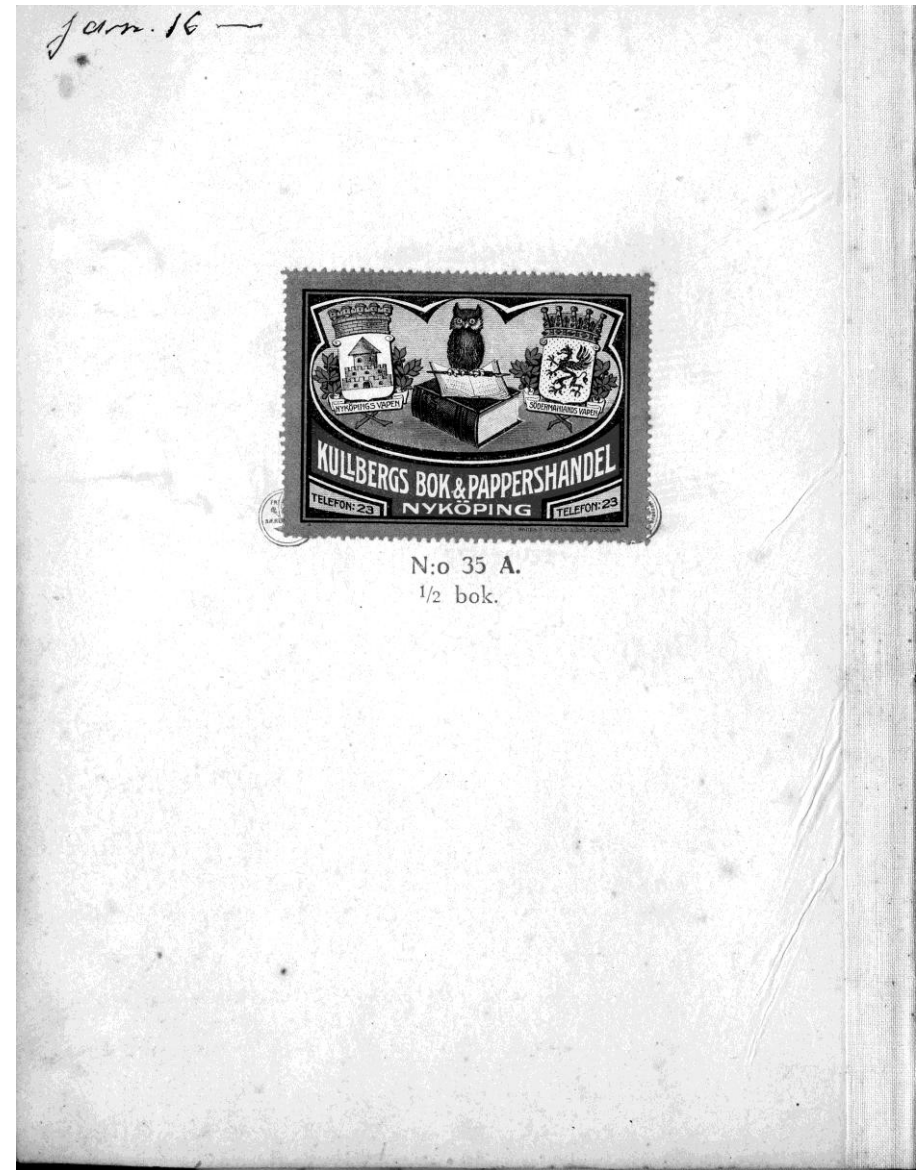 Jan. 16 —
NYKÖPINGS VAPEN
SÖDERMANLANDS VAPEN
KULLBERGS BOK & PAPPERSHANDEL
TELEFON: 23 NYKÖPING TELEFON: 23
N:o 35 A.
1/2 bok.